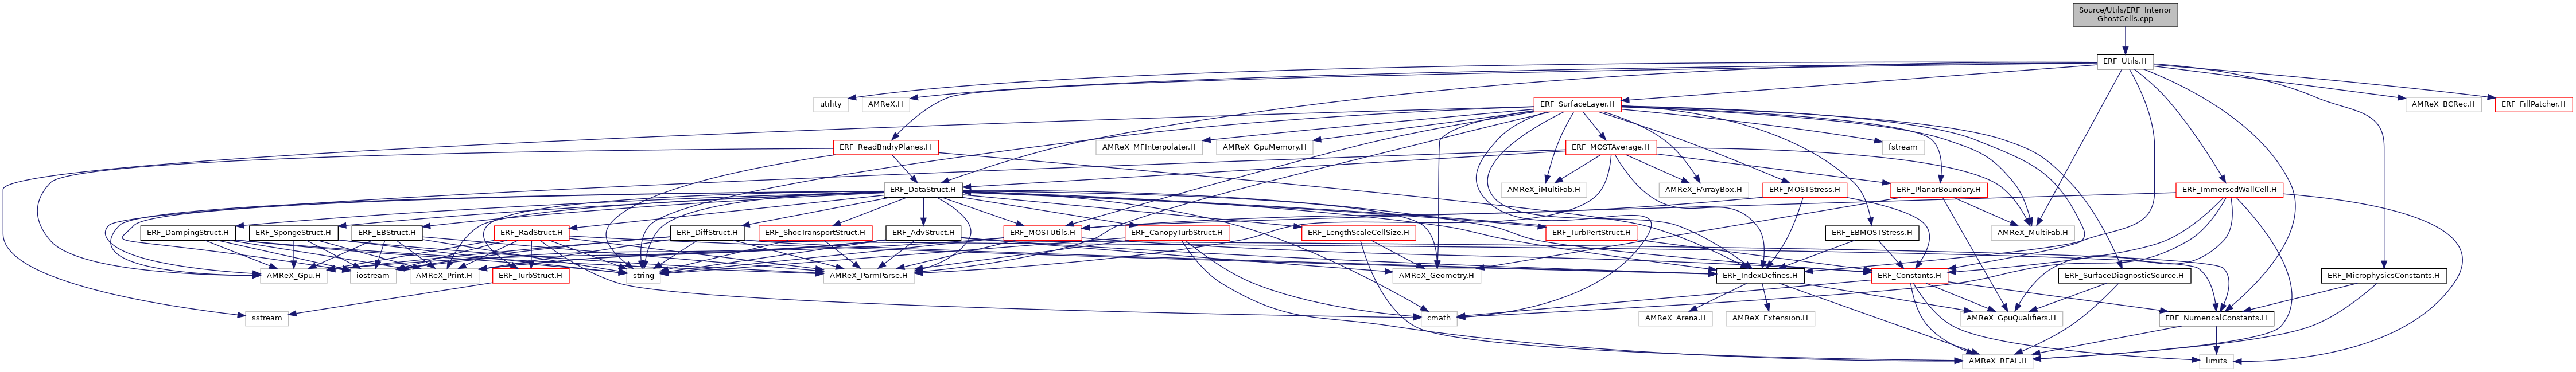 Source/Utils/ERF_Interior
GhostCells.cpp
ERF_Utils.H
utility
AMReX.H
ERF_SurfaceLayer.H
AMReX_BCRec.H
ERF_FillPatcher.H
ERF_ReadBndryPlanes.H
AMReX_MFInterpolater.H
AMReX_GpuMemory.H
ERF_MOSTAverage.H
fstream
ERF_DataStruct.H
AMReX_iMultiFab.H
AMReX_FArrayBox.H
ERF_MOSTStress.H
ERF_PlanarBoundary.H
ERF_ImmersedWallCell.H
ERF_DampingStruct.H
ERF_SpongeStruct.H
ERF_EBStruct.H
ERF_RadStruct.H
ERF_DiffStruct.H
ERF_ShocTransportStruct.H
ERF_AdvStruct.H
ERF_MOSTUtils.H
ERF_CanopyTurbStruct.H
ERF_LengthScaleCellSize.H
ERF_TurbPertStruct.H
ERF_EBMOSTStress.H
AMReX_MultiFab.H
AMReX_Gpu.H
iostream
AMReX_Print.H
ERF_TurbStruct.H
string
AMReX_ParmParse.H
AMReX_Geometry.H
ERF_IndexDefines.H
ERF_Constants.H
ERF_SurfaceDiagnosticSource.H
ERF_MicrophysicsConstants.H
sstream
cmath
AMReX_Arena.H
AMReX_Extension.H
AMReX_GpuQualifiers.H
ERF_NumericalConstants.H
AMReX_REAL.H
limits